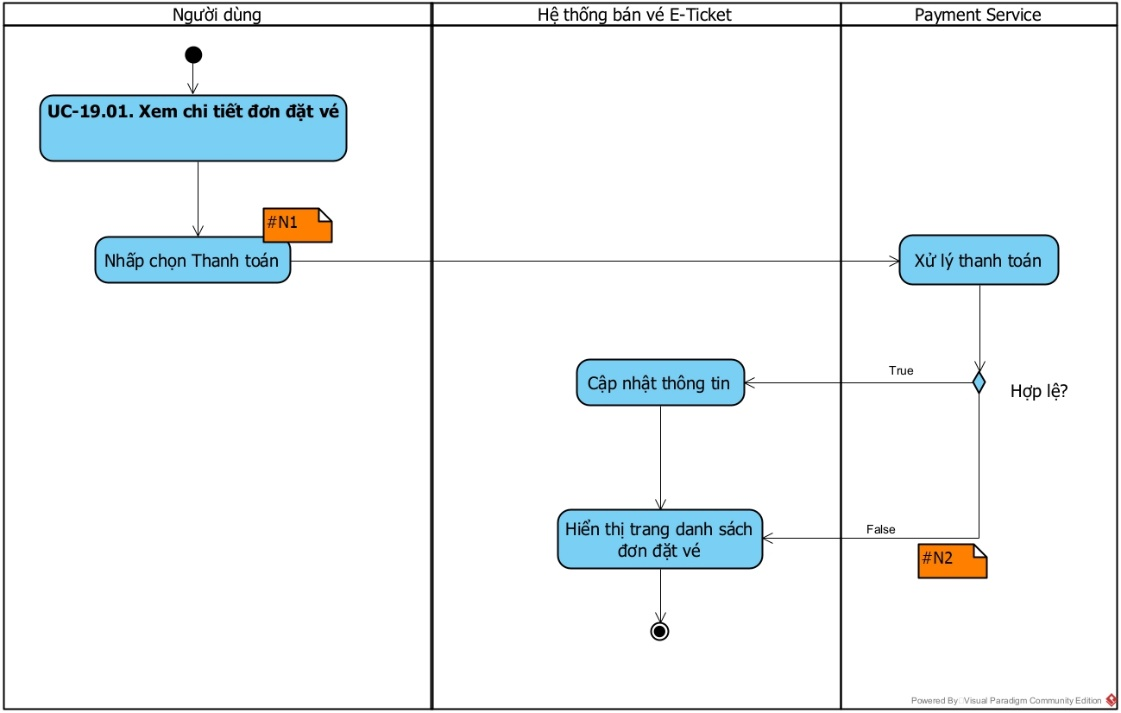 Người dùng
Hệ thống bán vé E-Ticket
Payment Service
UC-19.01. Xem chi tiết đơn đặt vé
#N1
Nhấp chọn Thanh toán
Xử lý thanh toán
True
Cập nhật thông tin
Hợp lệ?
Hiển thị trang danh sách
đơn đặt vé
False
#N2
Powered By Visual Paradigm Community Edition